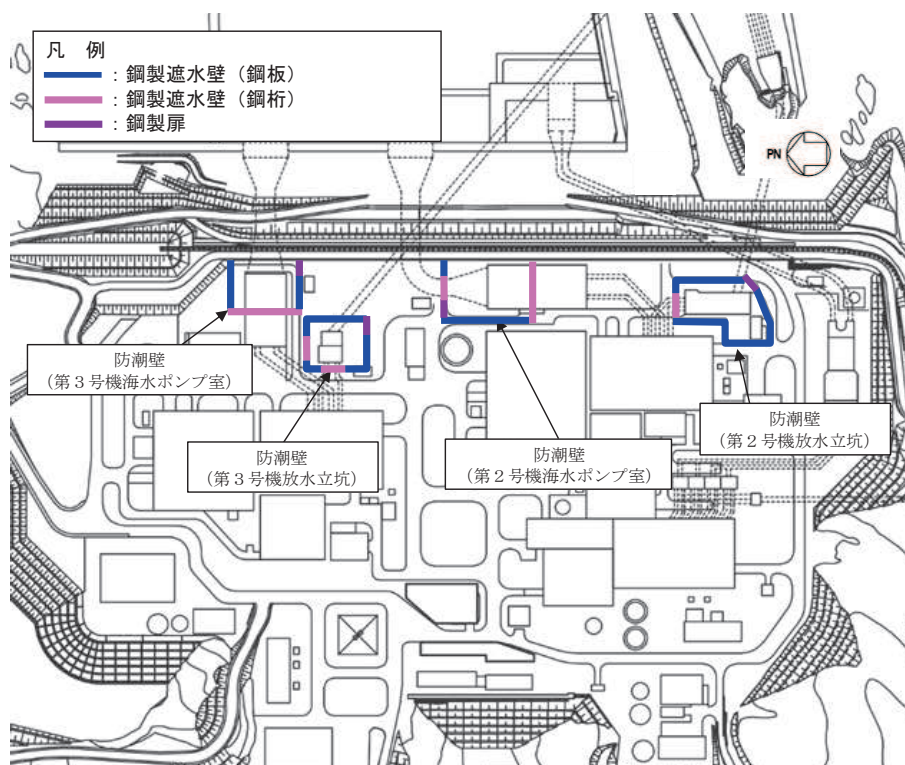 凡　例
：鋼製遮水壁（鋼板）
：鋼製遮水壁（鋼桁）
：鋼製扉
PN
防潮壁
（第３号機海水ポンプ室）
防潮壁
（第３号機放水立坑）
防潮壁
（第２号機海水ポンプ室）
防潮壁
（第２号機放水立坑）